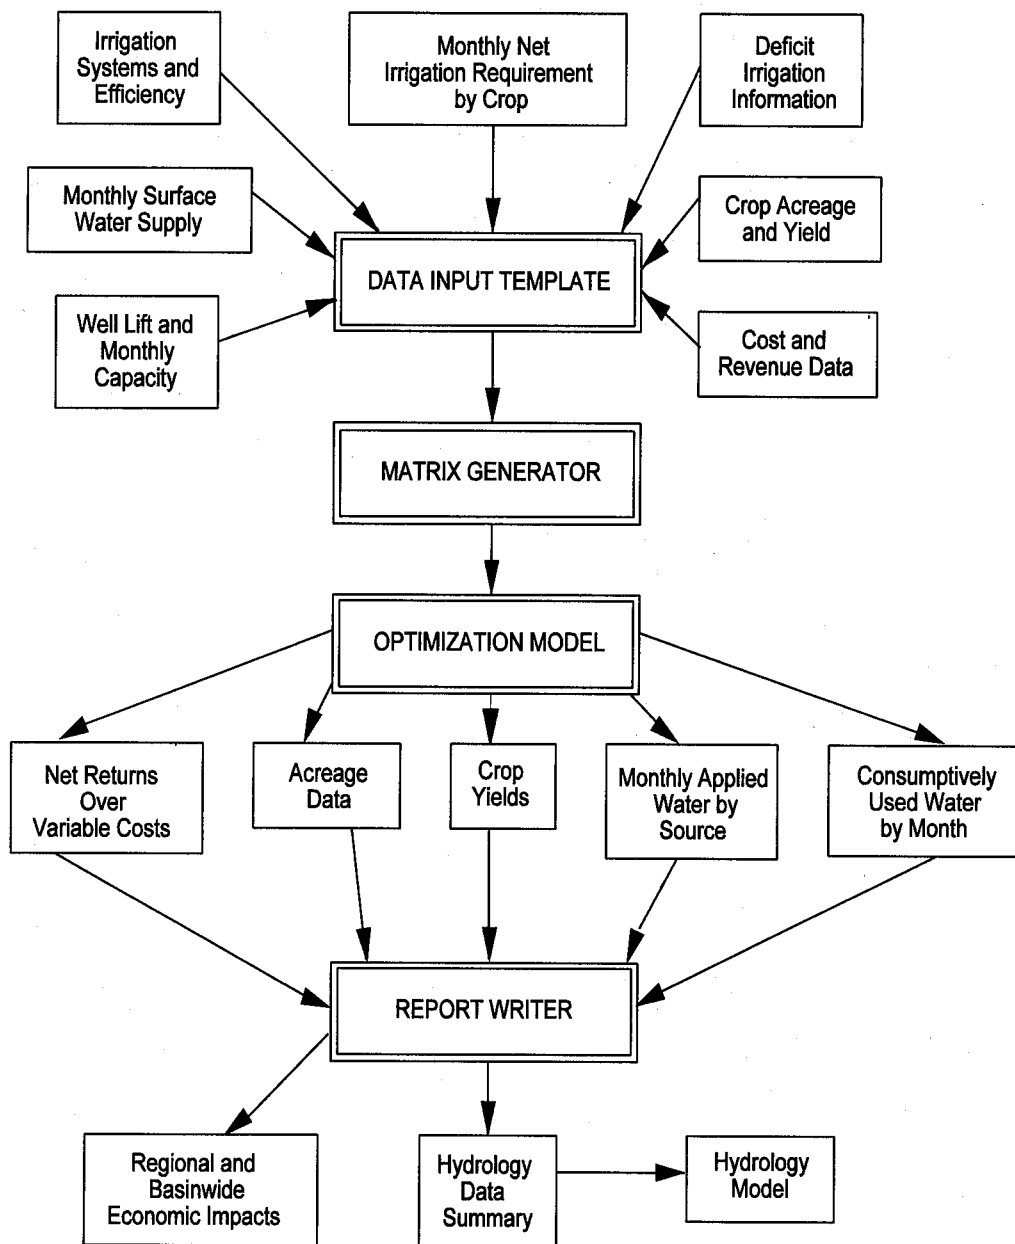 Irrigation
Systems and
Efficiency
Monthly Net
Irrigation Requirement
by Crop
Deficit
Irrigation
Information
Monthly Surface
Water Supply
Crop Acreage
and Yield
DATA INPUT TEMPLATE
Well Lift and
Monthly
Capacity
Cost and
Revenue Data
MATRIX GENERATOR
OPTIMIZATION MODEL
Net Returns
Over
Variable Costs
Acreage
Data
Crop
Yields
Monthly Applied
Water by
Source
Consumptively
Used Water
by Month
REPORT WRITER
Regional and
Basinwide
Economic Impacts
Hydrology
Data
Summary
Hydrology
Model